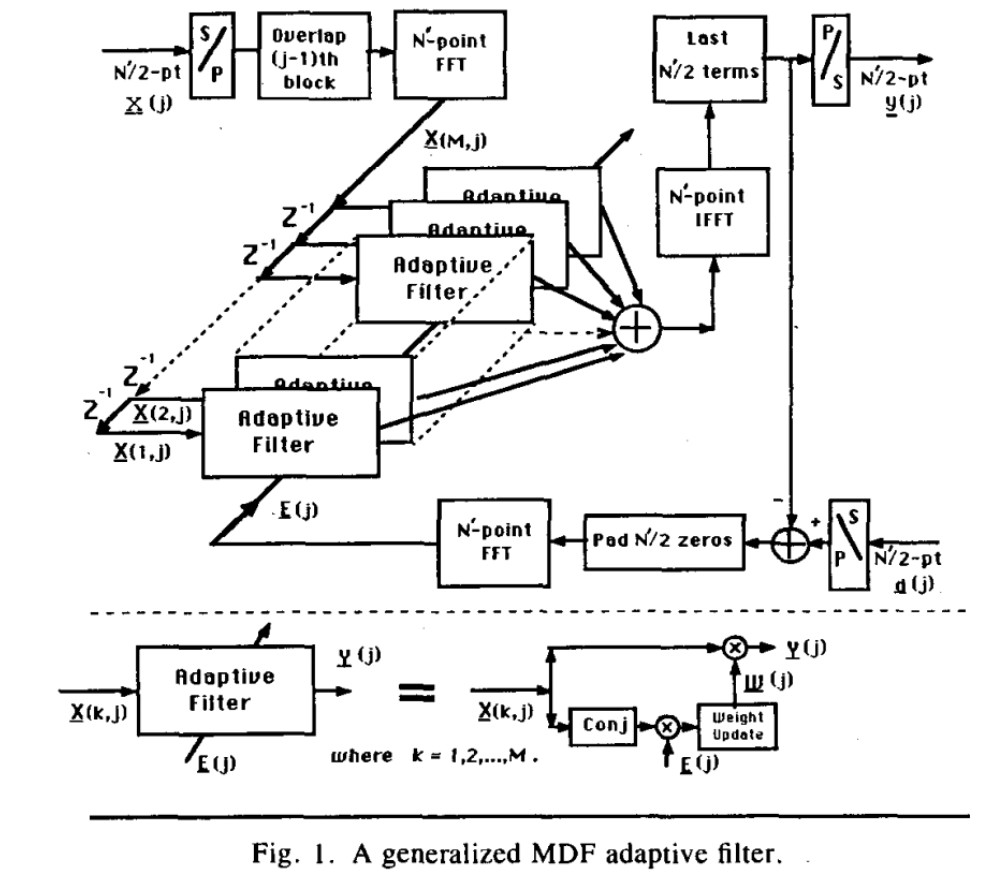 S/P
Overlap
(j-1)th
block
N'-point
FFT
N'/2-pt
X(j)
Last
N'/2 terms
P/S
N'/2-pt
y(j)
X(M,j)
N'-point
IFFT
Adaptive
Adaptive
Adaptive
Filter
Z⁻¹
Z⁻¹
+
Z⁻¹
Z⁻¹
X(2,j)
X(1,j)
Adaptive
Adaptive
Filter
E(j)
N'-point
FFT
Pad N'/2 zeros
-
+
+
S\P
N'/2-pt
d(j)
Adaptive
Filter
X(k,j)
Y(j)
E(j)
=
where k = 1,2,...,M.
X(k,j)
Conj
×
×
Y(j)
W(j)
Weight
Update
E(j)
Fig. 1. A generalized MDF adaptive filter.